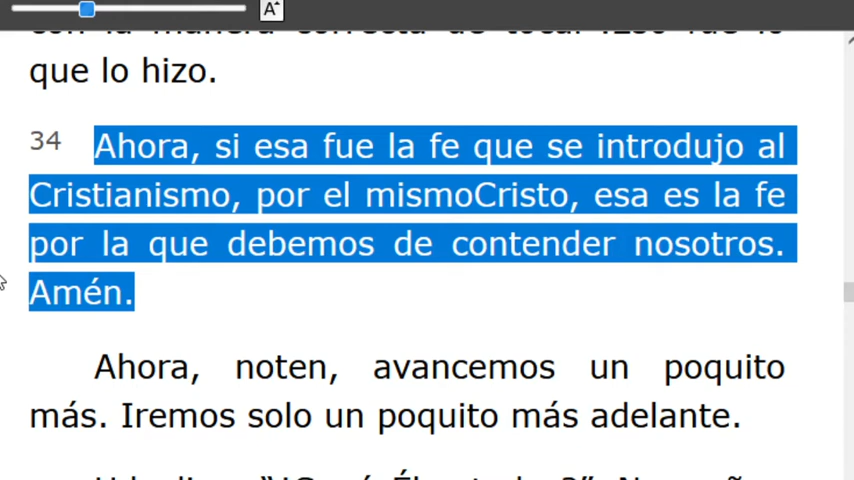 A
que lo hizo.
34 Ahora, si esa fue la fe que se introdujo al
Cristianismo, por el mismoCristo, esa es la fe
por la que debemos de contender nosotros.
Amén.
Ahora, noten, avancemos un poquito
más. Iremos solo un poquito más adelante.